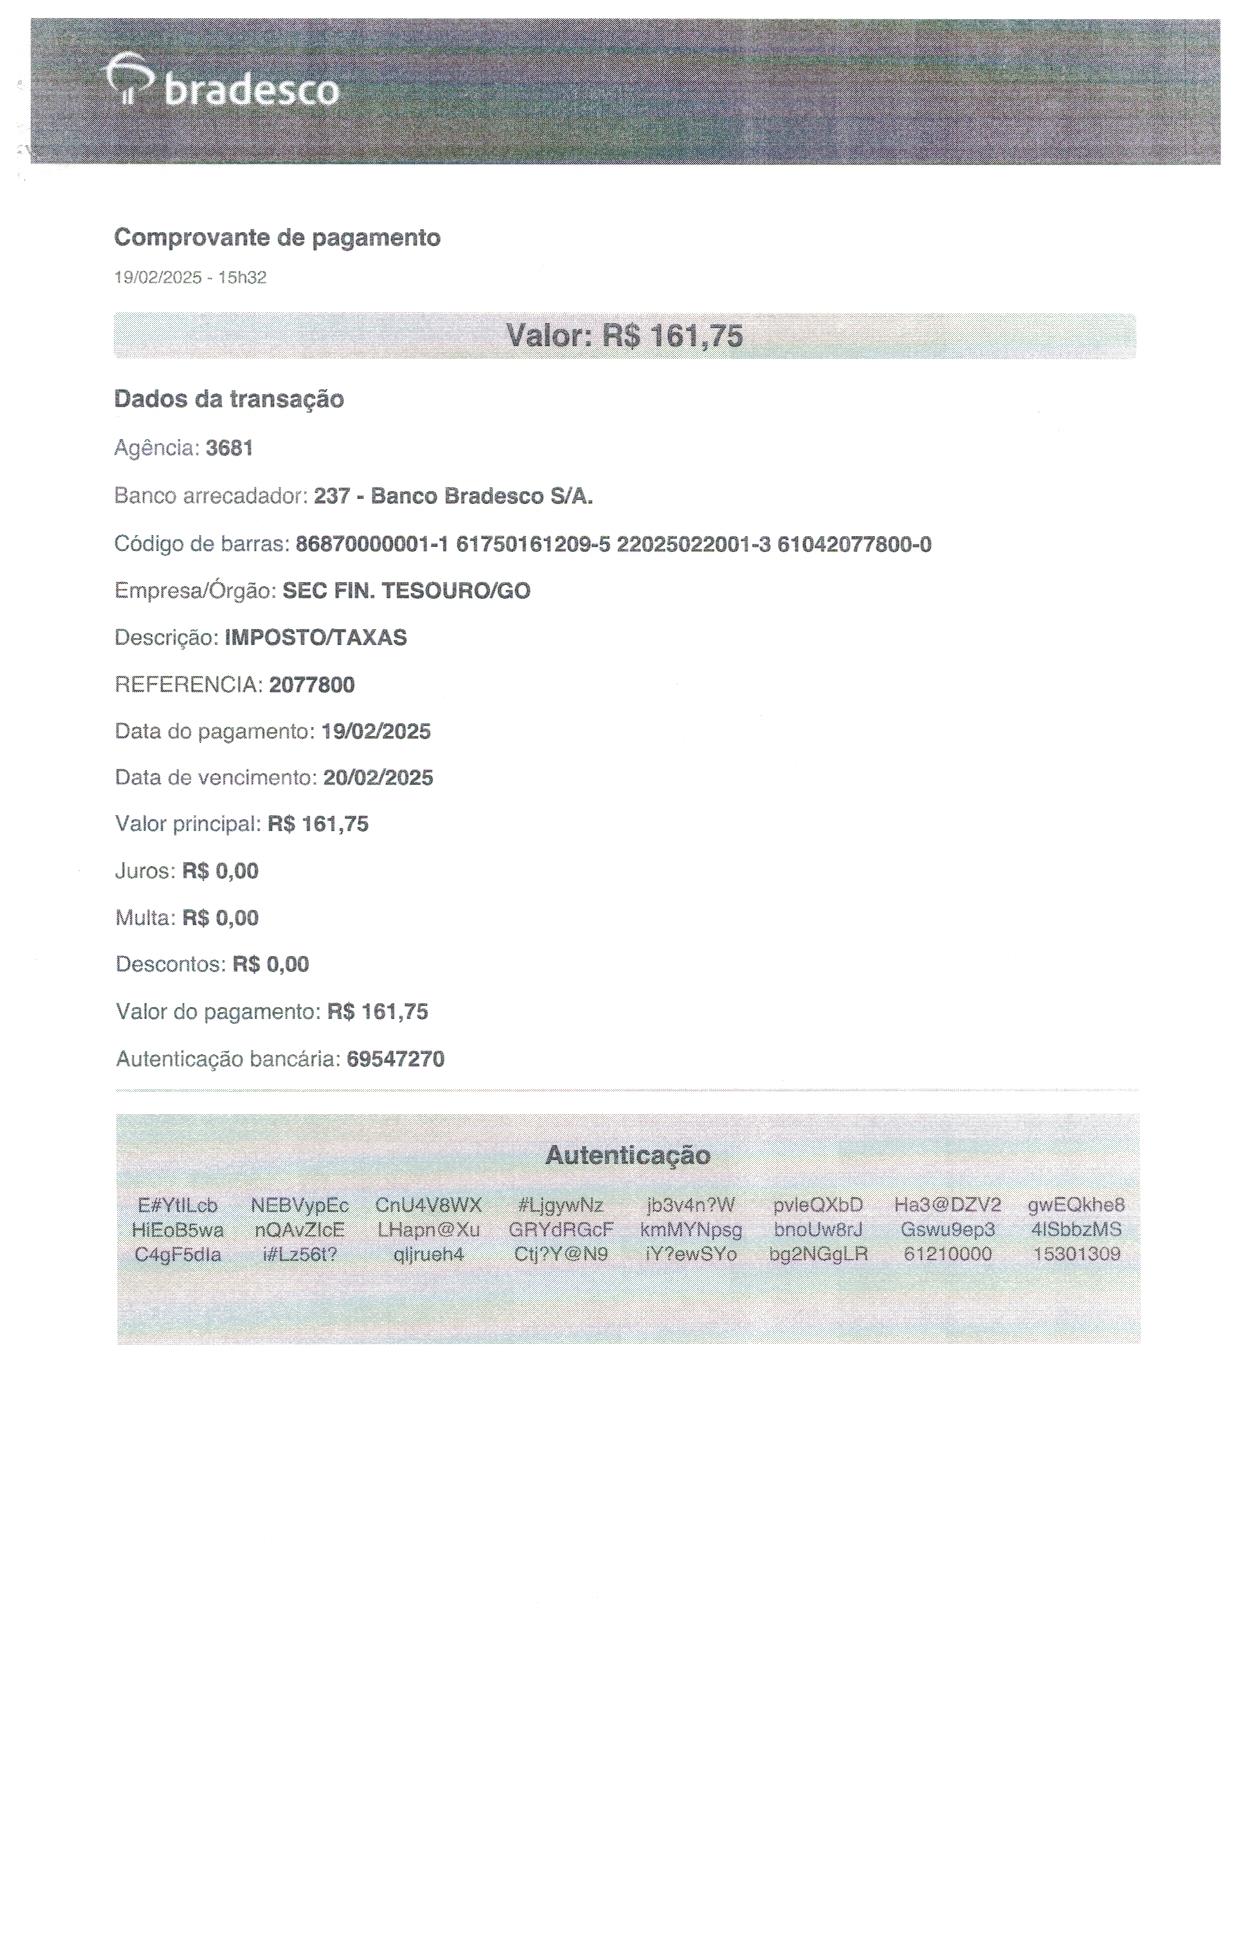 bradesco
Comprovante de pagamento
19/02/2025 - 15h32
Valor: R$ 161,75
Dados da transação
Agência: 3681
Banco arrecadador: 237 - Banco Bradesco S/A.
Código de barras: 86870000001-1 61750161209-5 22025022001-3 61042077800-0
Empresa/Órgão: SEC FIN. TESOURO/GO
Descrição: IMPOSTO/TAXAS
REFERENCIA: 2077800
Data do pagamento: 19/02/2025
Data de vencimento: 20/02/2025
Valor principal: R$ 161,75
Juros: R$ 0,00
Multa: R$ 0,00
Descontos: R$ 0,00
Valor do pagamento: R$ 161,75
Autenticação bancária: 69547270
Autenticação
E#YtlLcb NEBVypEc CnU4V8WX #LjgywNz jb3v4n?W pvleQXbD Ha3@DZV2 gwEQkhe8
HiEoB5wa nQAvZlcE LHapn@Xu GRYdRGcF kmMYNpsg bnoUw8rJ Gswu9ep3 4lSbbzMS
C4gF5dla i#Lz56t? qljrueh4 Ctj?Y@N9 iY?ewSYo bg2NGgLR 61210000 15301309